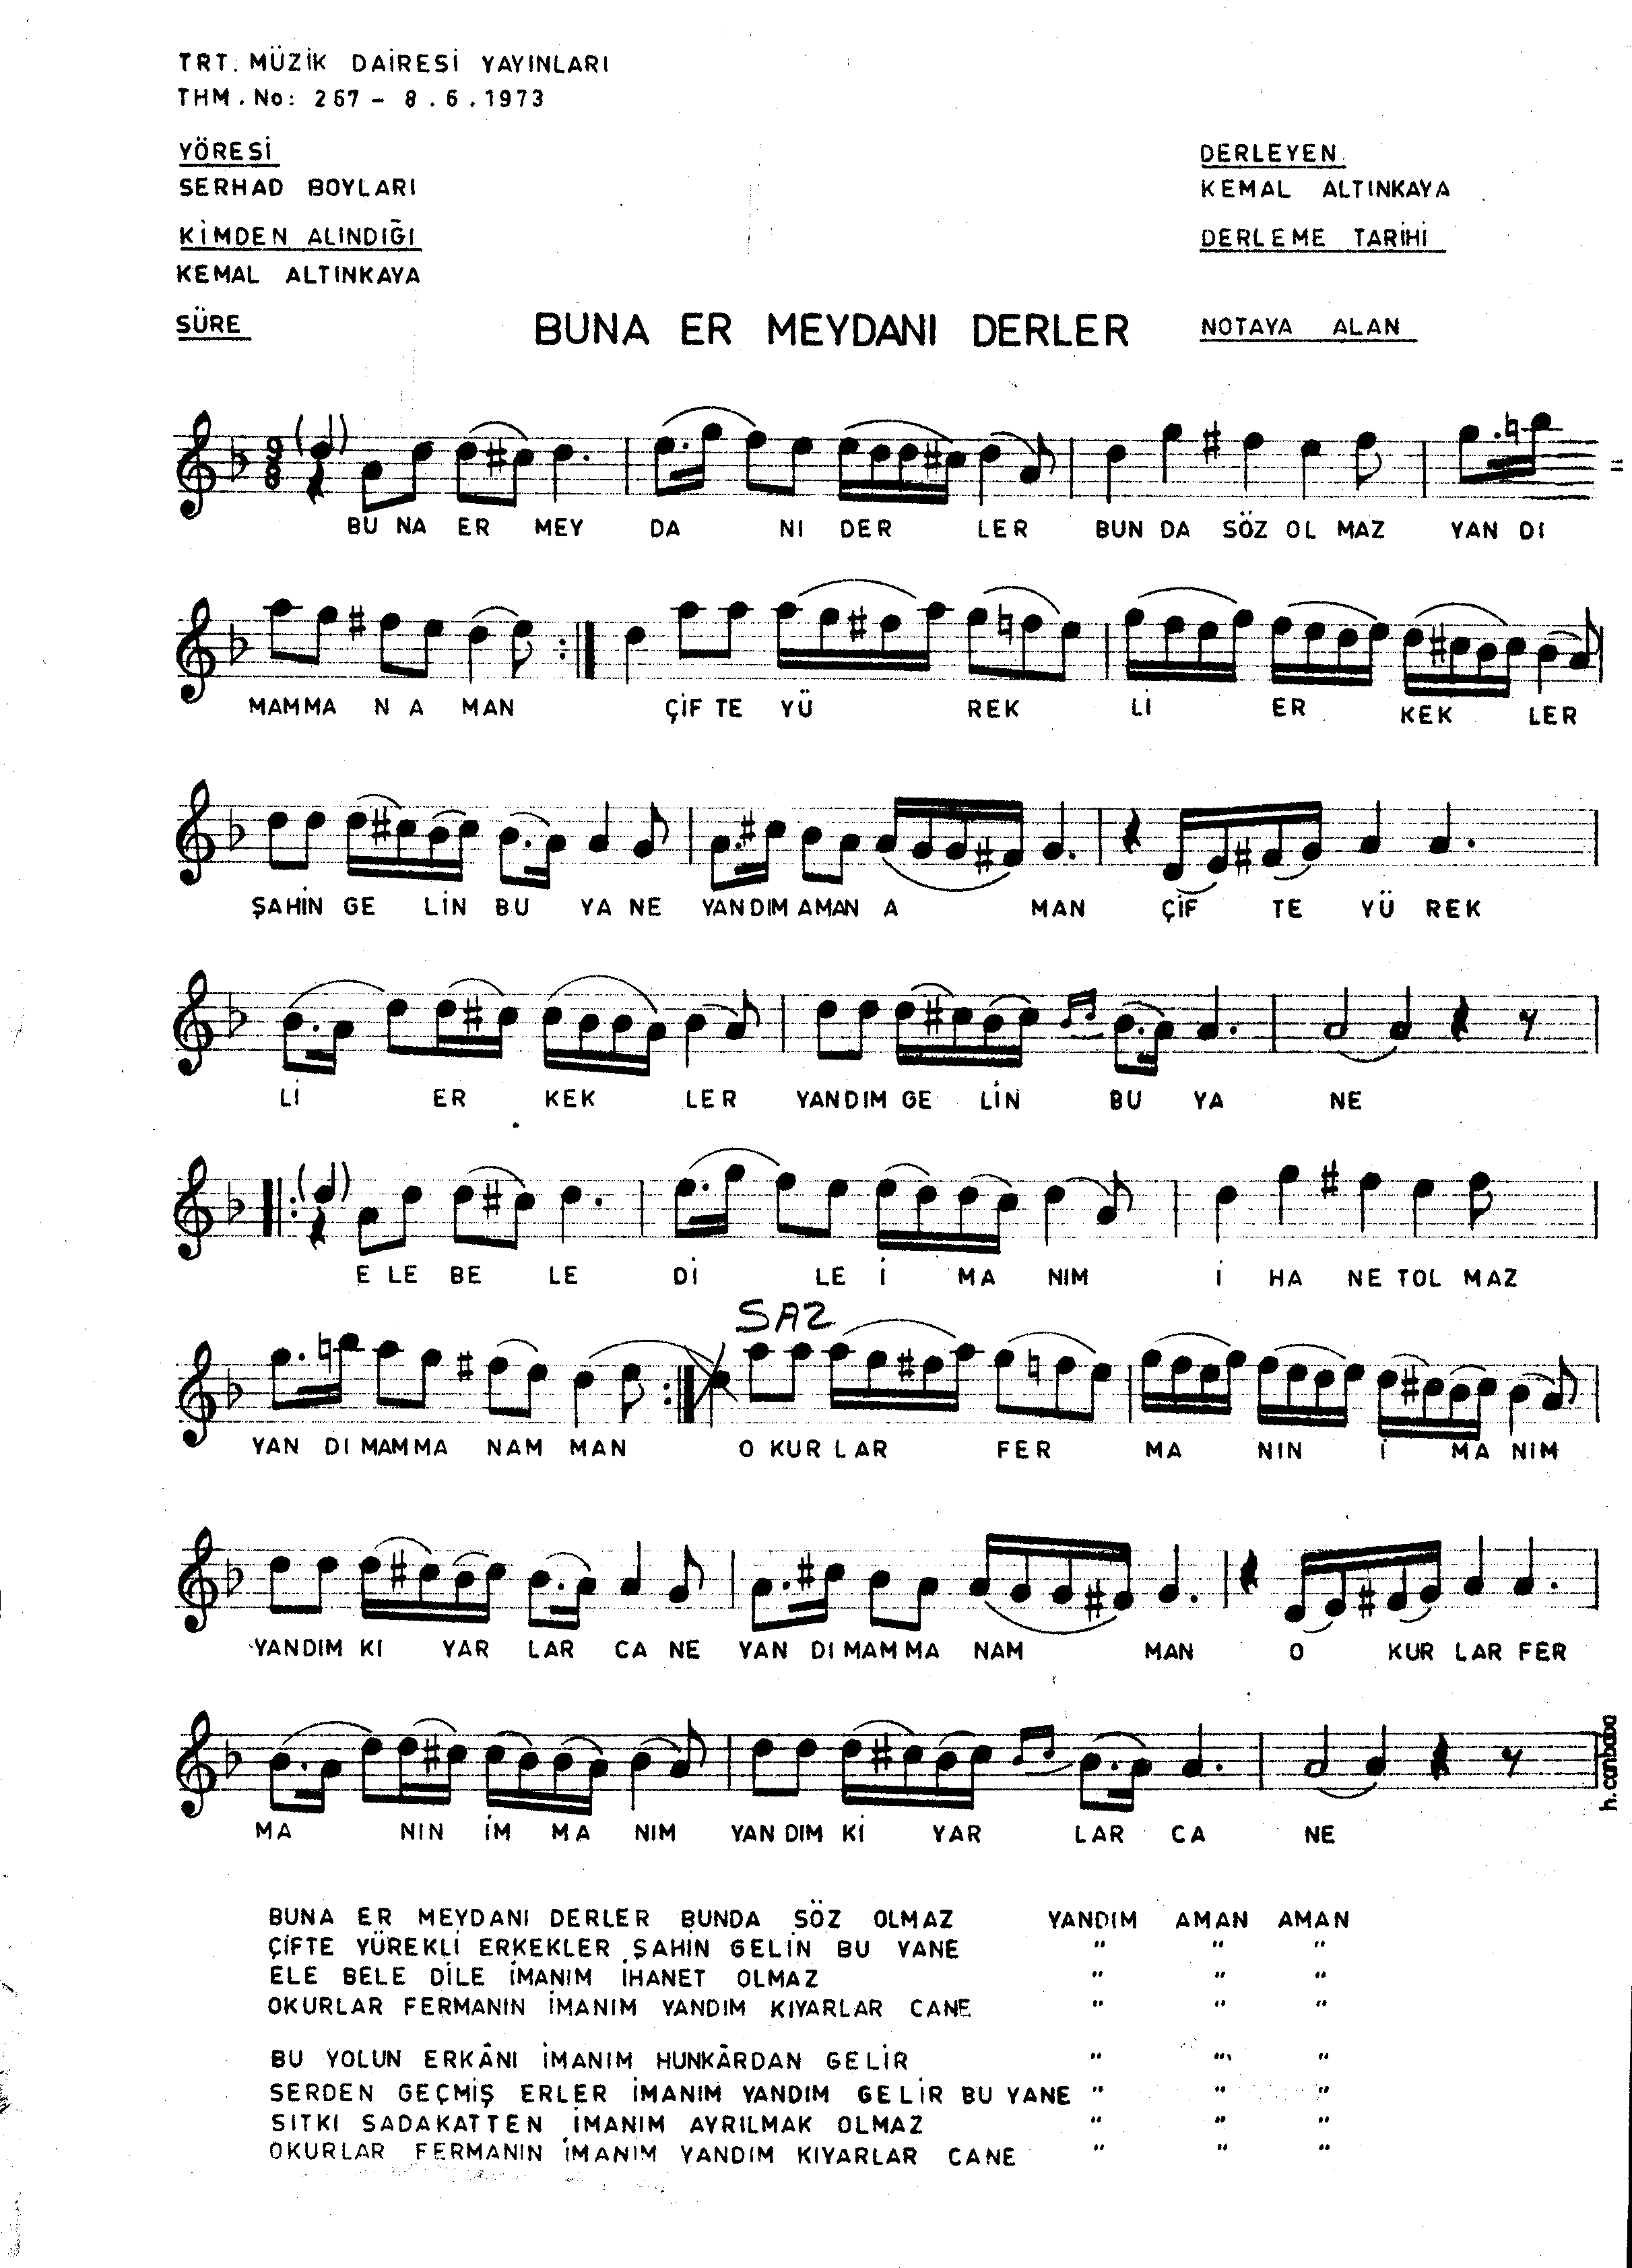 TRT. MÜZİK DAİRESİ YAYINLARI
THM. No: 267 - 8.6.1973
YÖRESİ
SERHAD BOYLARI
KİMDEN ALINDIĞI
KEMAL ALTINKAYA
SÜRE
DERLEYEN
KEMAL ALTINKAYA
DERLEME TARİHİ
NOTAYA ALAN
BUNA ER MEYDANI DERLER
9
8
BU NA ER MEY DA NI DER LER BUN DA SÖZ OL MAZ YAN DI
MAMMA N A MAN ÇİF TE YÜ REK Lİ ER KEK LER
ŞAHİN GE LİN BU YA NE YANDIM AMAN A MAN ÇİF TE YÜ REK
Lİ ER KEK LER YANDIM GE LİN BU YA NE
E LE BE LE Dİ LE İ MA NIM İ HA NE TOL MAZ
SAZ
YAN DI MAMMA NAM MAN O KUR LAR FER MA NIN İ MA NIM
YANDIM KI YAR LAR CA NE YAN DI MAM MA NAM MAN O KUR LAR FER
MA NIN İM MA NIM YAN DIM Kİ YAR LAR CA NE
h. canbaba
BUNA ER MEYDANI DERLER BUNDA SÖZ OLMAZ YANDIM AMAN AMAN
ÇİFTE YÜREKLİ ERKEKLER ŞAHİN GELİN BU YANE " " "
ELE BELE DİLE İMANIM İHANET OLMAZ " " "
OKURLAR FERMANIN İMANIM YANDIM KIYARLAR CANE " " "
BU YOLUN ERKÂNI İMANIM HUNKÂRDAN GELİR " " "
SERDEN GEÇMİŞ ERLER İMANIM YANDIM GELİR BU YANE " " "
SITKI SADAKATTEN İMANIM AYRILMAK OLMAZ " " "
OKURLAR FERMANIN İMANIM YANDIM KIYARLAR CANE " " "